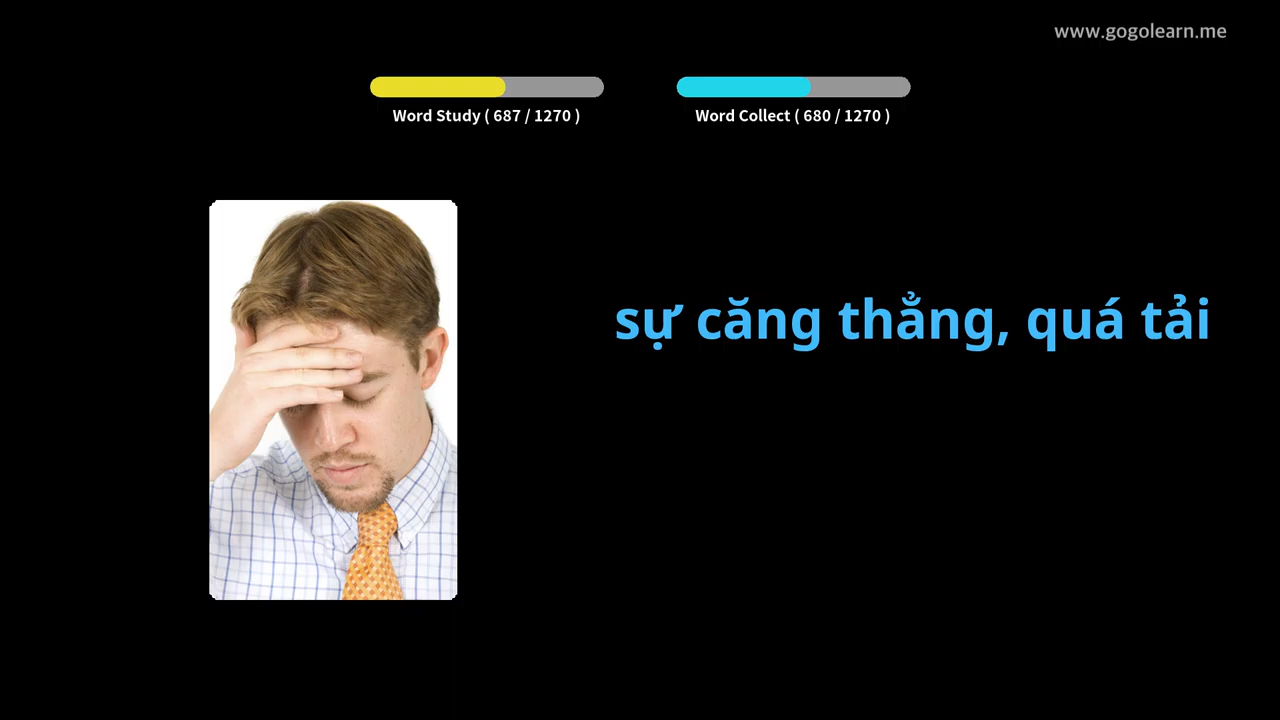 www.gogolearn.me
Word Study ( 687 / 1270 )
Word Collect ( 680 / 1270 )
sự căng thẳng, quá tải